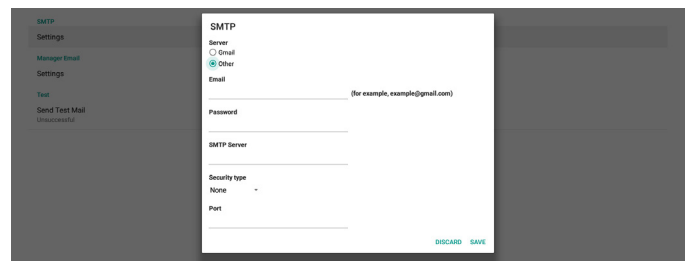 SMTP
Settings
Manager Email
Settings
Test
Send Test Mail
Unsuccessful
SMTP
Server
Gmail
Other
Email
(for example, example@gmail.com)
Password
SMTP Server
Security type
None
Port
DISCARD SAVE